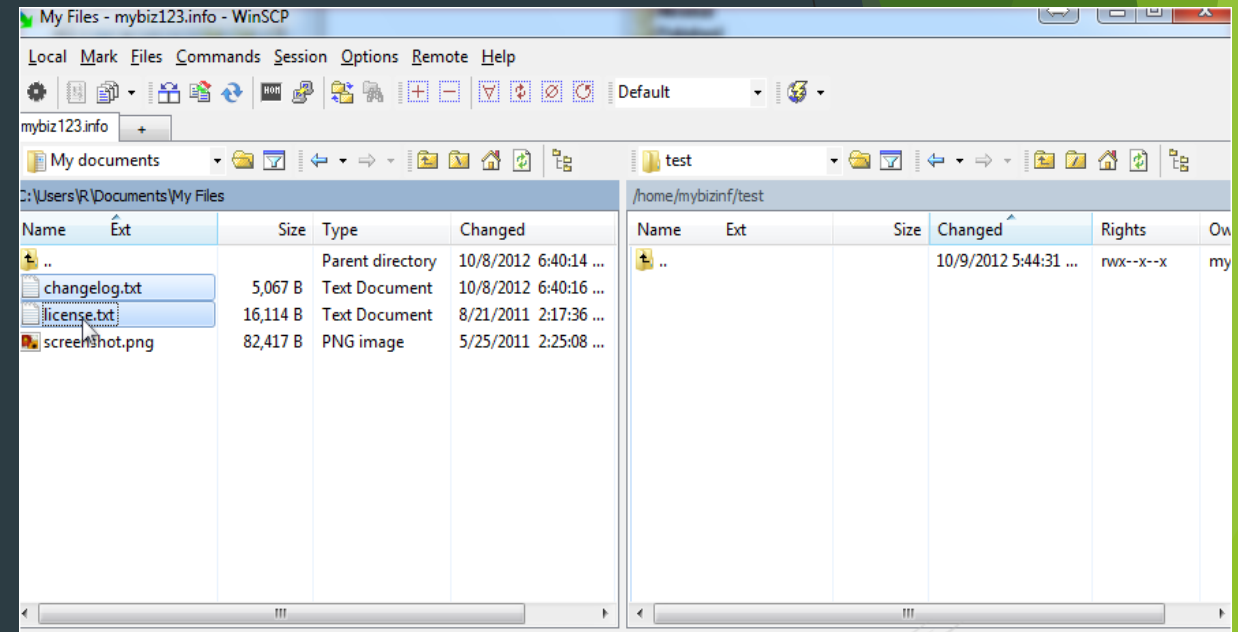 My Files - mybiz123.info - WinSCP
Local Mark Files Commands Session Options Remote Help
Default
mybiz123.info +
My documents
test
C:\Users\R\Documents\My Files
/home/mybizinf/test
Name Ext Size Type Changed
Name Ext Size Changed Rights Ow
.. Parent directory 10/8/2012 6:40:14 ...
.. 10/9/2012 5:44:31 ... rwx--x--x my
changelog.txt 5,067 B Text Document 10/8/2012 6:40:16 ...
license.txt 16,114 B Text Document 8/21/2011 2:17:36 ...
screenshot.png 82,417 B PNG image 5/25/2011 2:25:08 ...